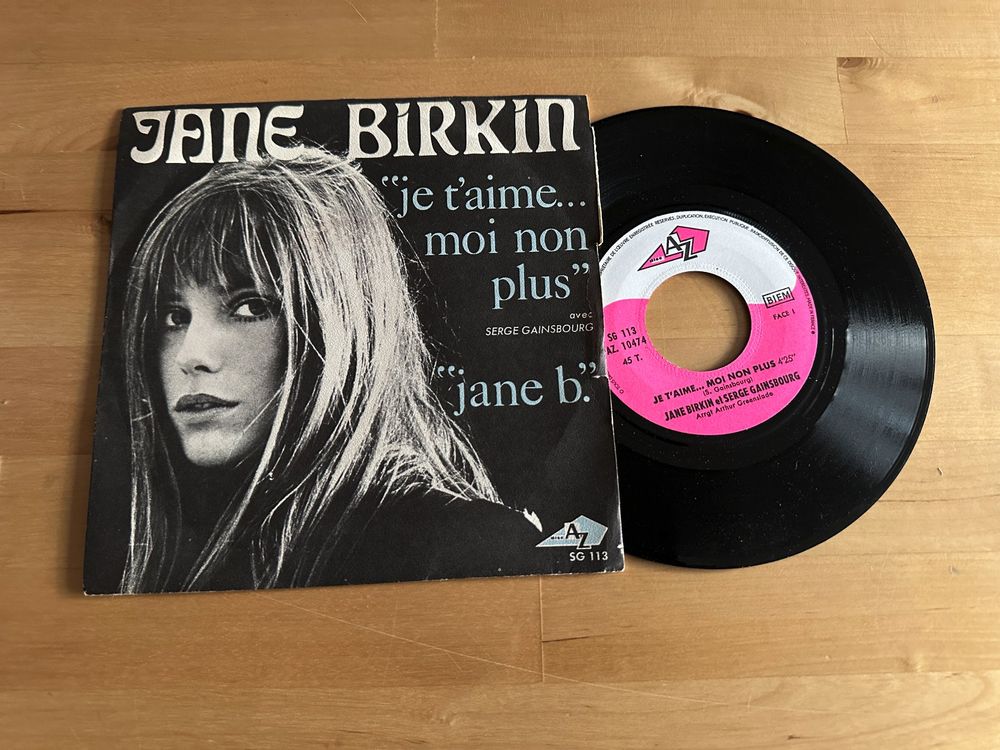 JANE BiRKiN
“je t’aime...
moi non
plus”
avec
SERGE GAINSBOURG
“jane b.”
DISC AZ
SG 113
DISC AZ
BIEM
FACE 1
SG 113
AZ. 10474
45 T.
JE T'AIME... MOI NON PLUS 4'25"
(S. Gainsbourg)
JANE BIRKIN et SERGE GAINSBOURG
Arrgt Arthur Greenslade